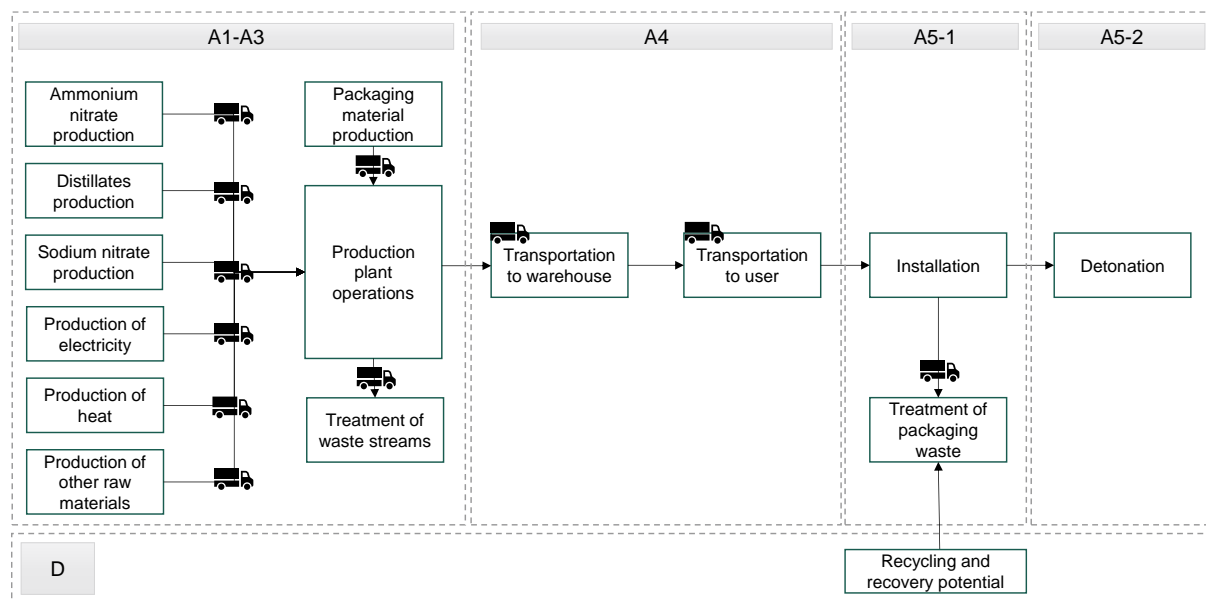 A1-A3
A4
A5-1
A5-2
Ammonium
nitrate
production
Packaging
material
production
Distillates
production
Sodium nitrate
production
Production
plant
operations
Transportation
to warehouse
Transportation
to user
Installation
Detonation
Production of
electricity
Production of
heat
Treatment of
waste streams
Treatment of
packaging
waste
Production of
other raw
materials
D
Recycling and
recovery potential